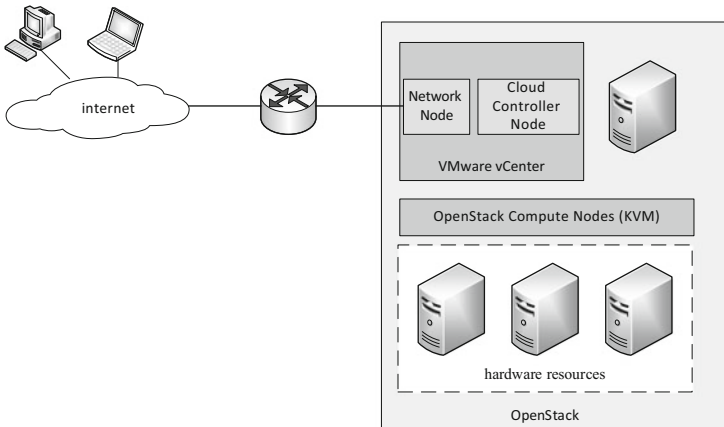 internet
Network
Node
Cloud
Controller
Node
VMware vCenter
OpenStack Compute Nodes (KVM)
hardware resources
OpenStack